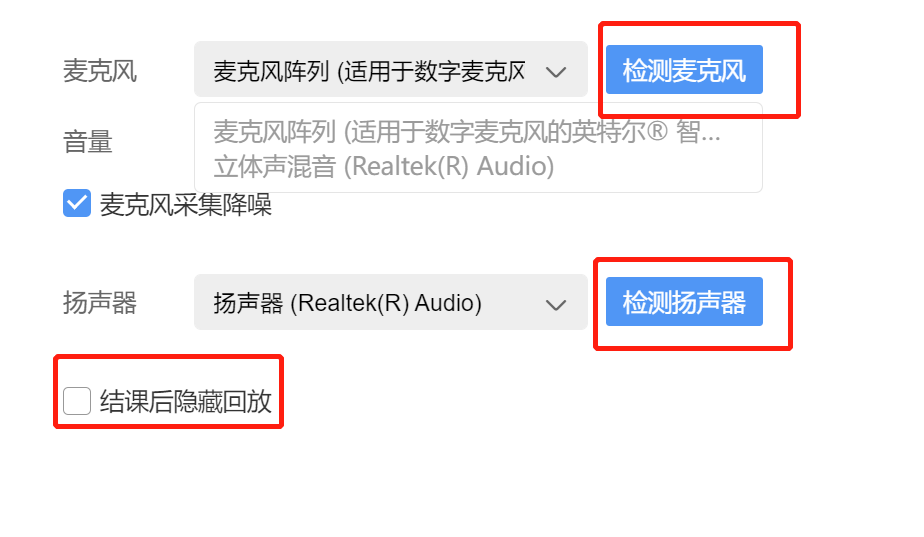 麦克风
麦克风阵列 (适用于数字麦克风
检测麦克风
麦克风阵列 (适用于数字麦克风的英特尔® 智...
音量
立体声混音 (Realtek(R) Audio)
麦克风采集降噪
扬声器
扬声器 (Realtek(R) Audio)
检测扬声器
结课后隐藏回放